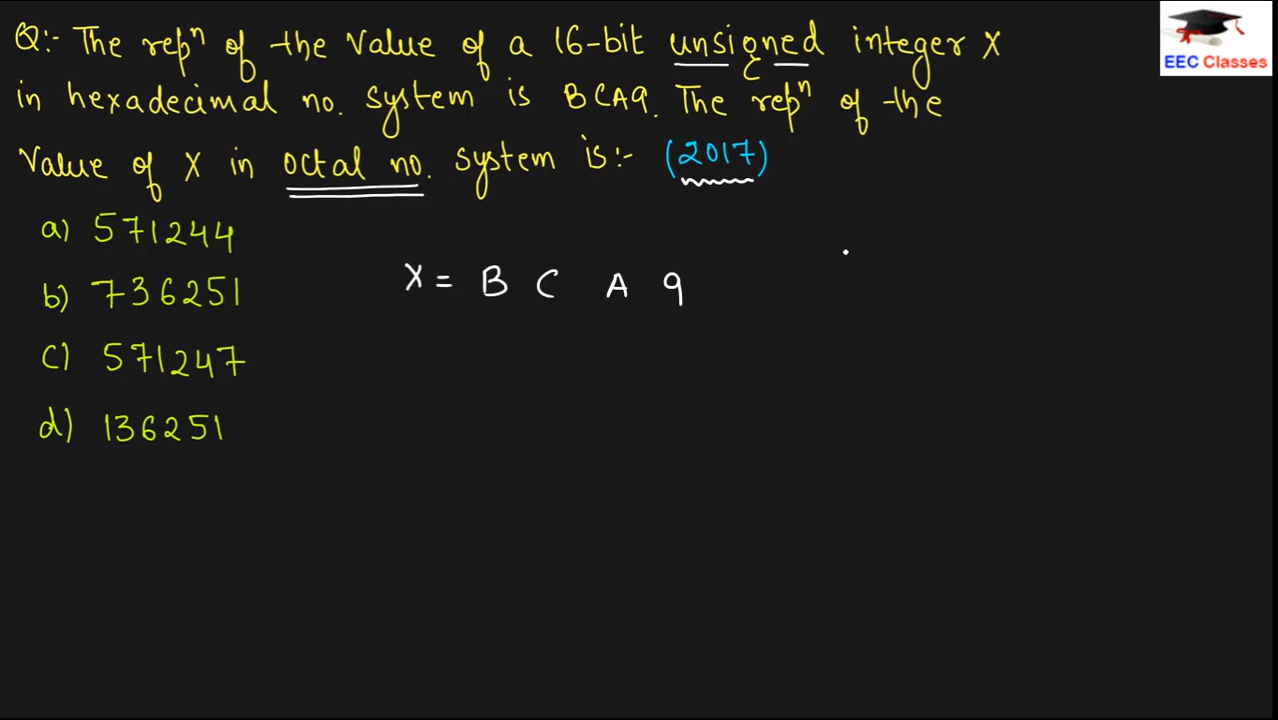 Q:- The repⁿ of the value of a 16-bit unsigned integer X
in hexadecimal no. system is BCA9. The repⁿ of the
value of X in octal no. system is:- (2017)
a) 571244
b) 736251
c) 571247
d) 136251
X = B C A 9
EEC Classes